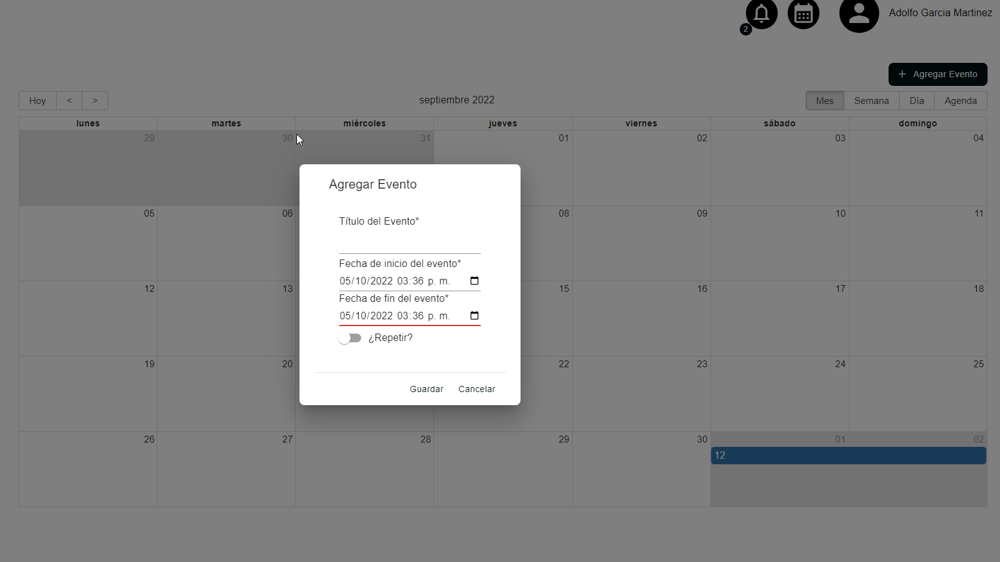 2
Adolfo Garcia Martinez
+ Agregar Evento
Hoy < > septiembre 2022 Mes Semana Día Agenda
lunes martes miércoles jueves viernes sábado domingo
29 30 31 01 02 03 04
Agregar Evento
Título del Evento*
05 06 08 09 10 11
Fecha de inicio del evento*
05/10/2022 03:36 p. m.
12 13 15 16 17 18
Fecha de fin del evento*
05/10/2022 03:36 p. m.
¿Repetir?
19 20 22 23 24 25
Guardar Cancelar
26 27 28 29 30 01 02
12